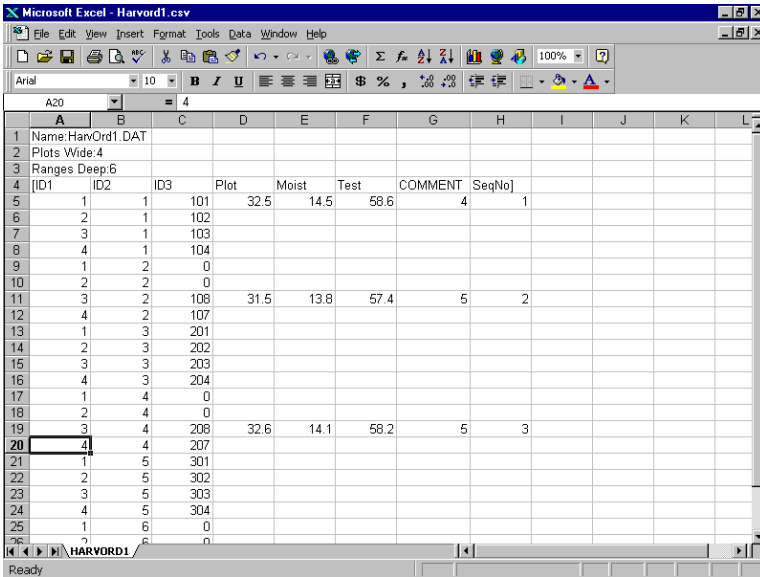 Microsoft Excel - Harvord1.csv
File Edit View Insert Format Tools Data Window Help
100%
Arial 10 B I U $ % ,
A20 = 4
A B C D E F G H I J K L
1 Name:HarvOrd1.DAT
2 Plots Wide:4
3 Ranges Deep:6
4 [ID1 ID2 ID3 Plot Moist Test COMMENT SeqNo]
5 1 1 101 32.5 14.5 58.6 4 1
6 2 1 102
7 3 1 103
8 4 1 104
9 1 2 0
10 2 2 0
11 3 2 108 31.5 13.8 57.4 5 2
12 4 2 107
13 1 3 201
14 2 3 202
15 3 3 203
16 4 3 204
17 1 4 0
18 2 4 0
19 3 4 208 32.6 14.1 58.2 5 3
20 4 4 207
21 1 5 301
22 2 5 302
23 3 5 303
24 4 5 304
25 1 6 0
26 2 6 0
HARVORD1
Ready